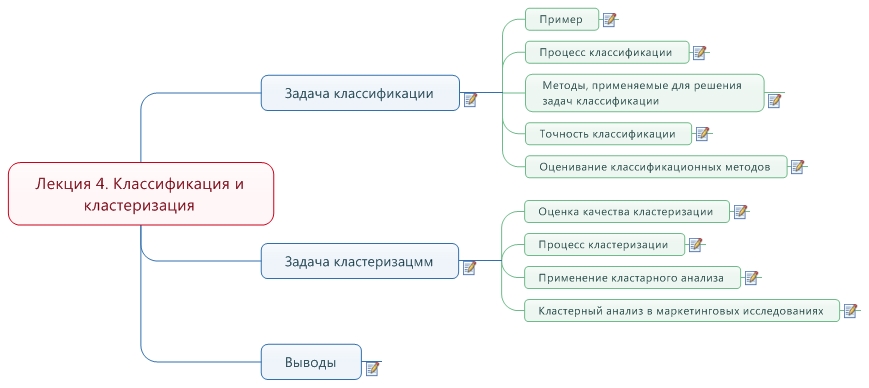 Лекция 4. Классификация и
кластеризация
Задача классификации
Пример
Процесс классификации
Методы, применяемые для решения
задач классификации
Точность классификации
Оценивание классификационных методов
Задача кластеризацмм
Оценка качества кластеризации
Процесс кластеризации
Применение кластарного анализа
Кластерный анализ в маркетинговых исследованиях
Выводы